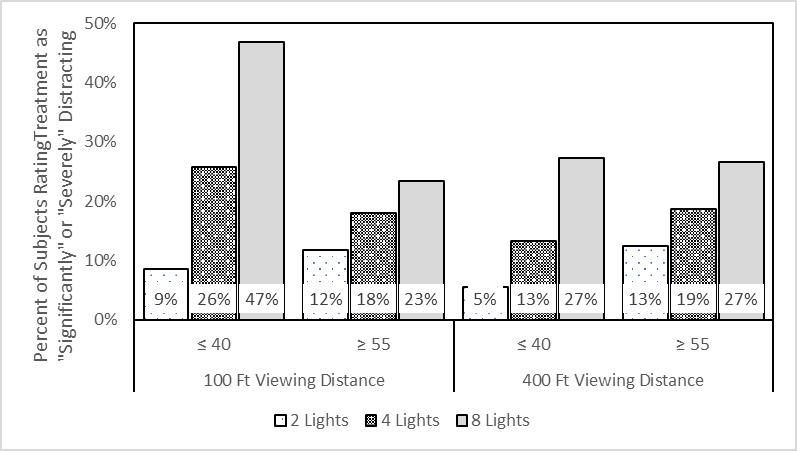 Percent of Subjects RatingTreatment as
"Significantly" or "Severely" Distracting
50%
40%
30%
20%
10%
0%
9% 26% 47% 12% 18% 23% 5% 13% 27% 13% 19% 27%
≤ 40 ≥ 55 ≤ 40 ≥ 55
100 Ft Viewing Distance 400 Ft Viewing Distance
2 Lights 4 Lights 8 Lights